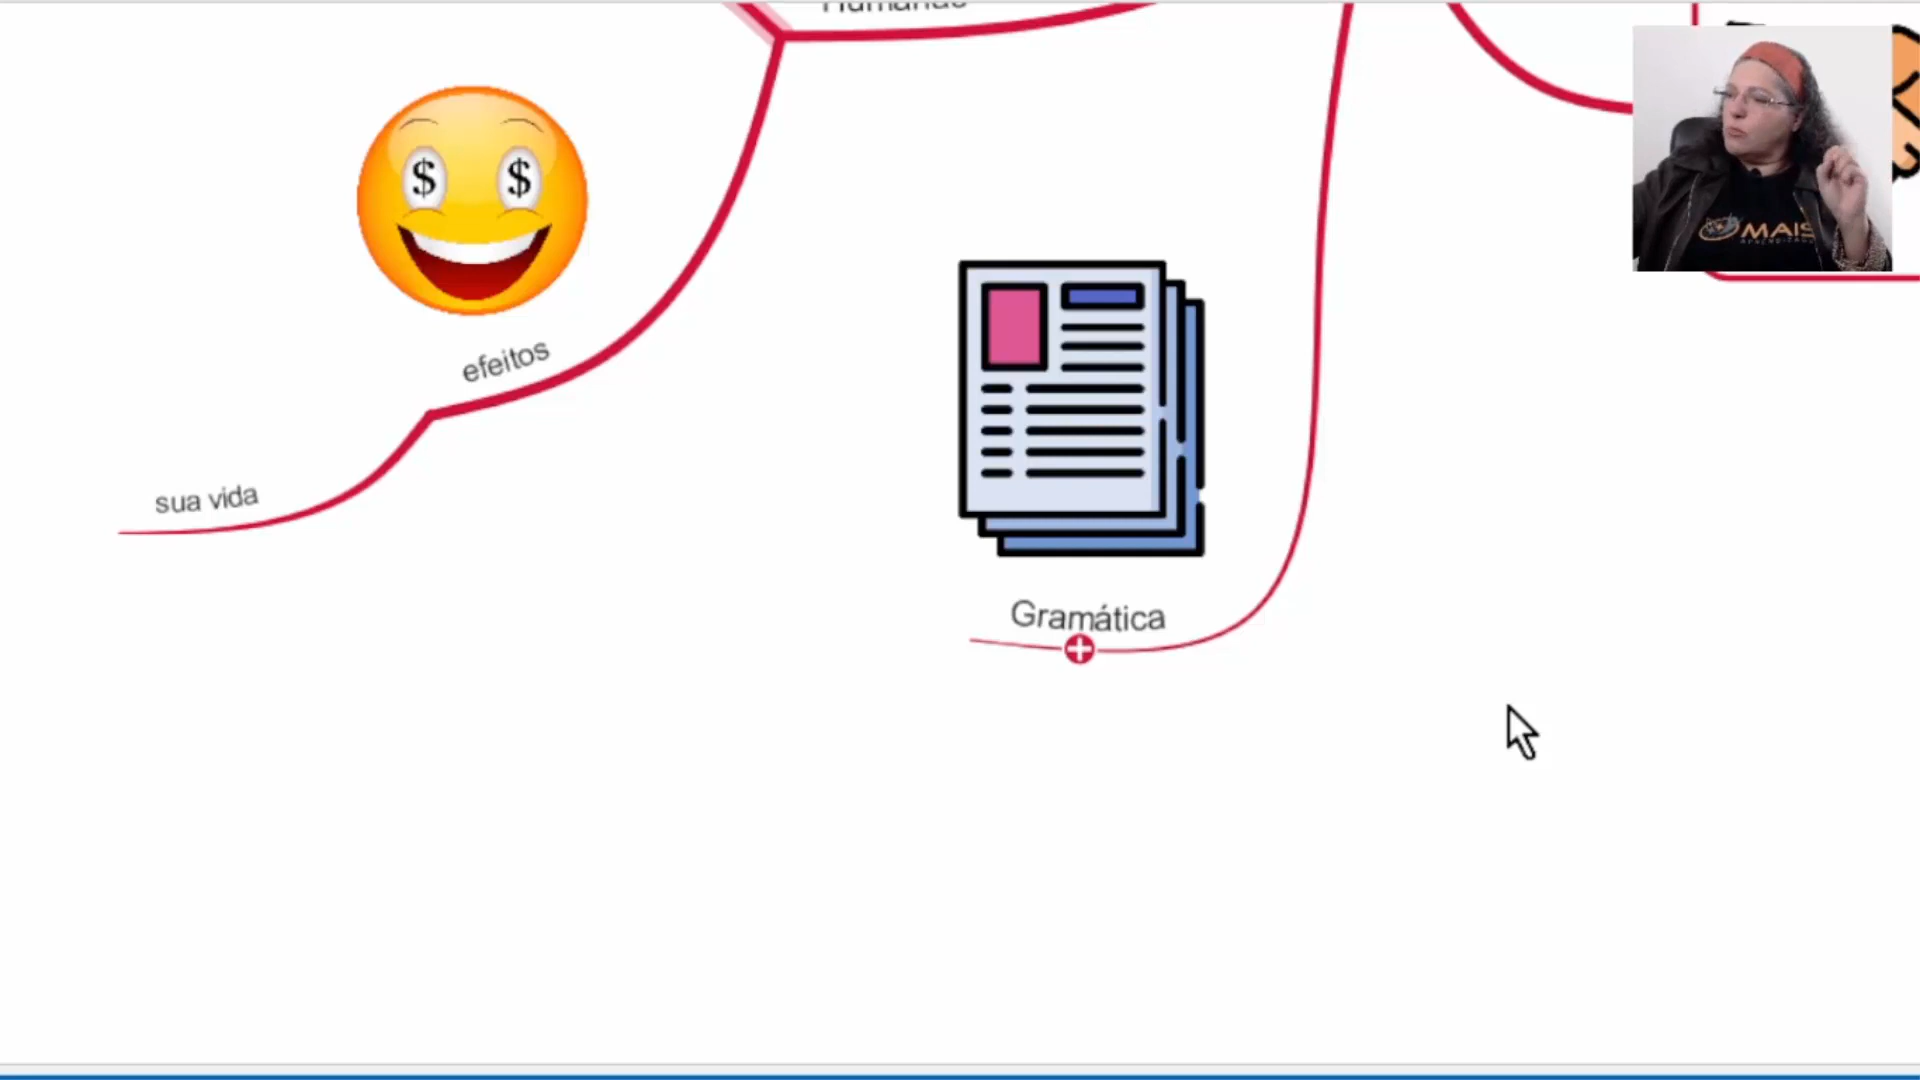 $ $
MAIS
efeitos
sua vida
Gramática